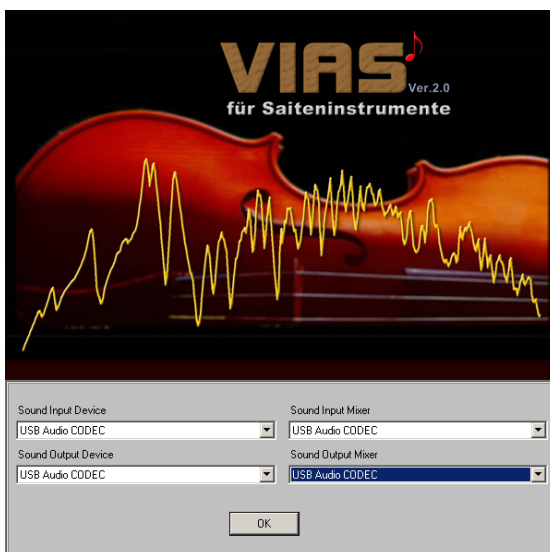 VIAS
Ver.2.0
für Saiteninstrumente
Sound Input Device
Sound Input Mixer
USB Audio CODEC
USB Audio CODEC
Sound Output Device
Sound Output Mixer
USB Audio CODEC
USB Audio CODEC
OK